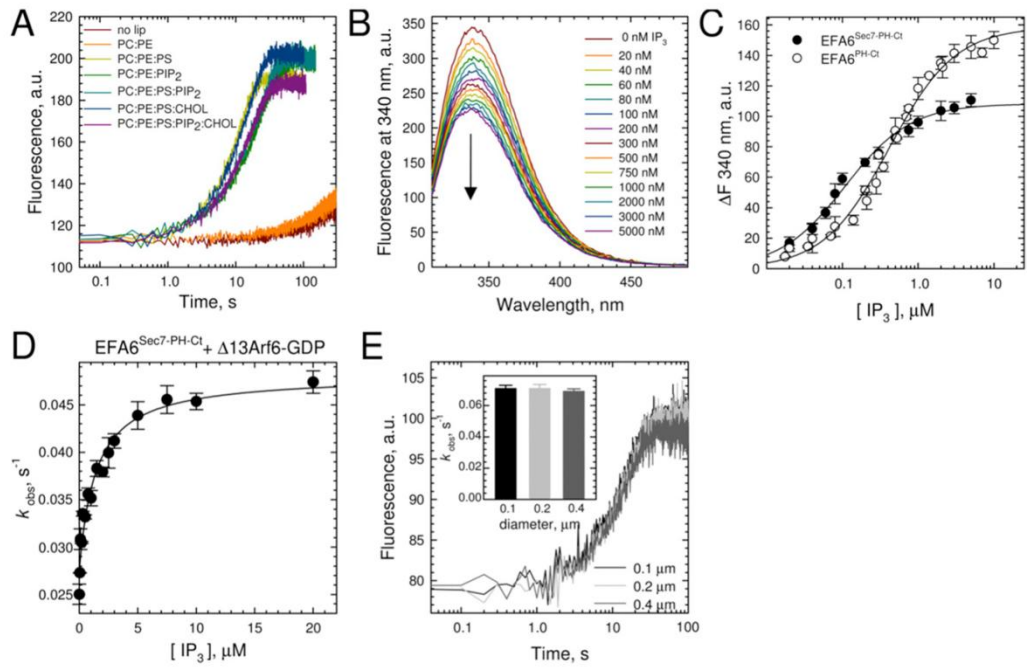 A
Fluorescence, a.u.
220
200
180
160
140
120
100
no lip
PC:PE
PC:PE:PS
PC:PE:PIP2
PC:PE:PS:PIP2
PC:PE:PS:CHOL
PC:PE:PS:PIP2:CHOL
0.1
1.0
10
100
Time, s
B
Fluorescence at 340 nm, a.u.
350
300
250
200
150
100
50
0
0 nM IP3
20 nM
40 nM
60 nM
80 nM
100 nM
200 nM
300 nM
500 nM
750 nM
1000 nM
2000 nM
3000 nM
5000 nM
350
400
450
Wavelength, nm
C
ΔF 340 nm, a.u.
160
140
120
100
80
60
40
20
0
EFA6Sec7-PH-Ct
EFA6PH-Ct
0.1
1.0
10
[ IP3 ], μM
D
EFA6Sec7-PH-Ct + Δ13Arf6-GDP
k obs, s-1
0.045
0.040
0.035
0.030
0.025
0
5
10
15
20
[ IP3 ], μM
E
Fluorescence, a.u.
105
100
95
90
85
80
k obs, s-1
0.06
0.04
0.02
0.00
0.1
0.2
0.4
diameter, μm
0.1 μm
0.2 μm
0.4 μm
0.1
1.0
10
100
Time, s